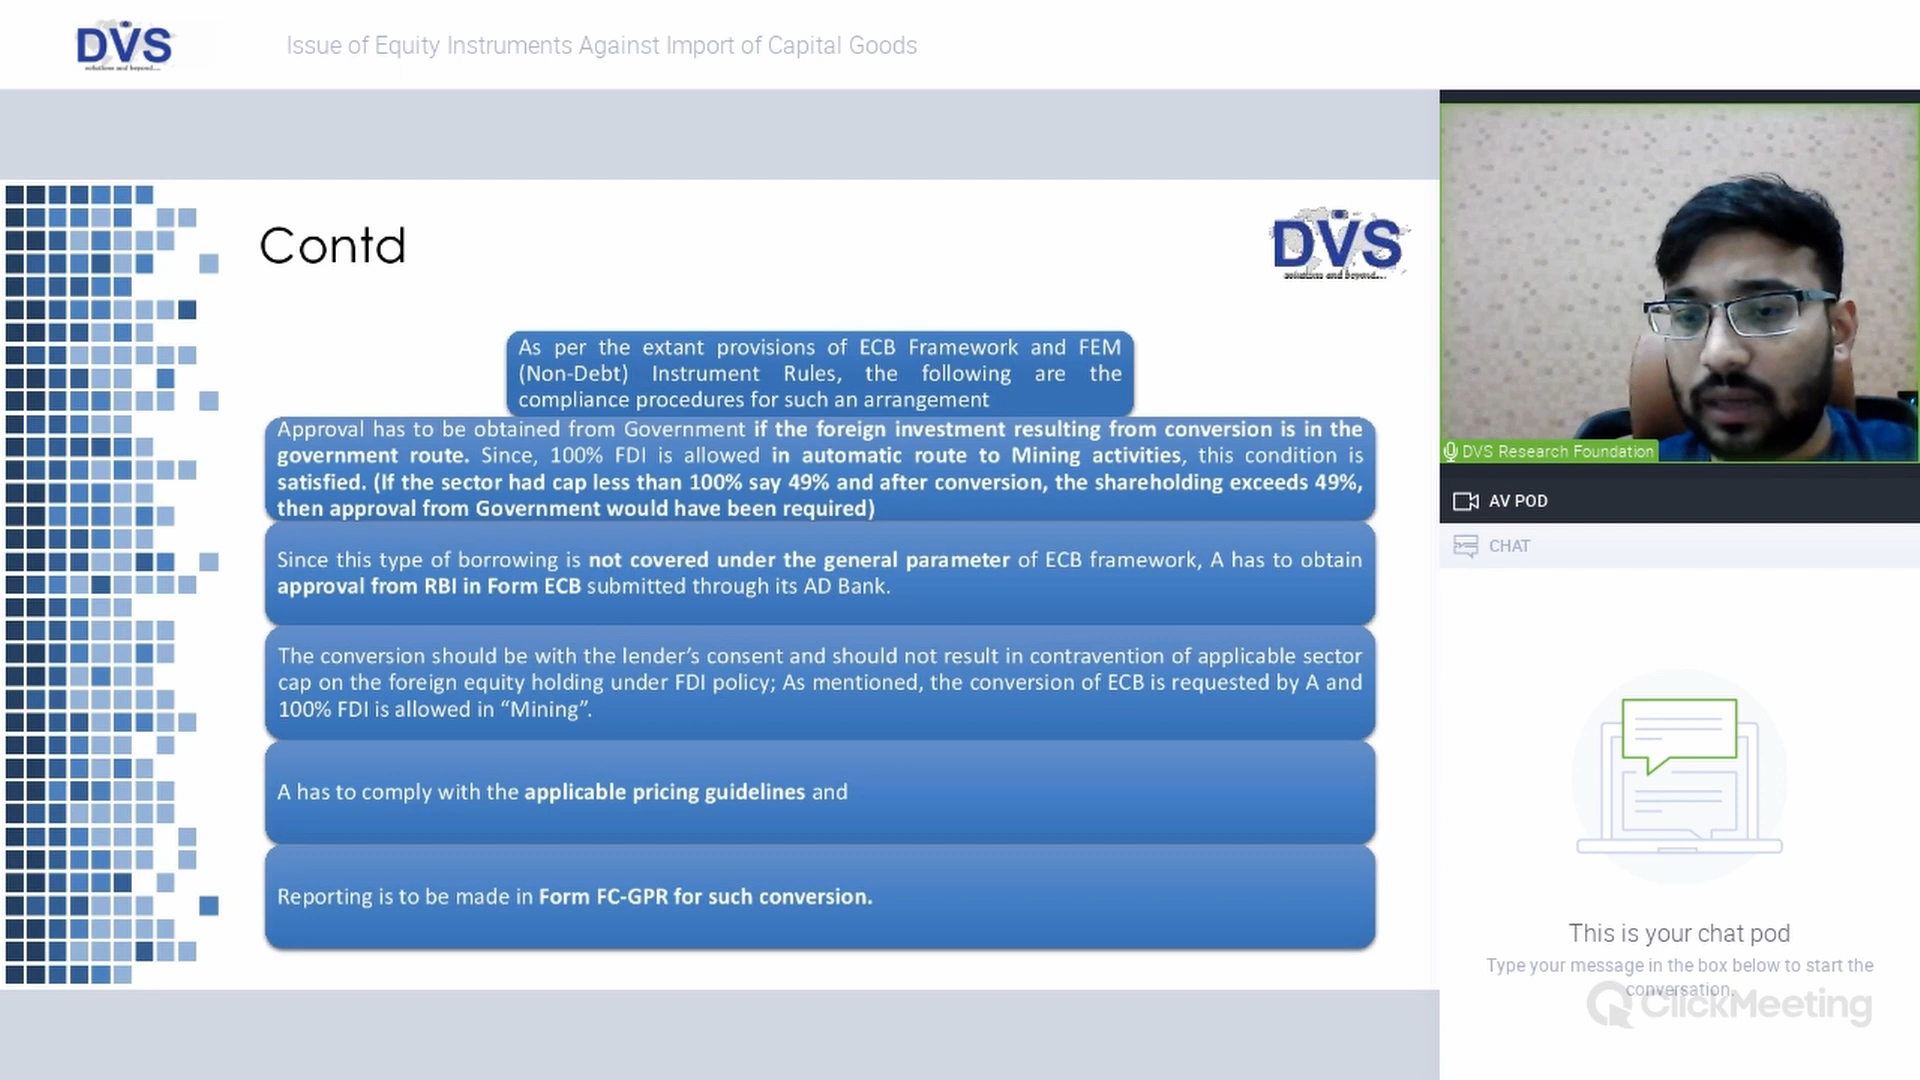 DVS
solutions and beyond....
Issue of Equity Instruments Against Import of Capital Goods
Contd
DVS
solutions and beyond....
As per the extant provisions of ECB Framework and FEM
(Non-Debt) Instrument Rules, the following are the
compliance procedures for such an arrangement
Approval has to be obtained from Government if the foreign investment resulting from conversion is in the
government route. Since, 100% FDI is allowed in automatic route to Mining activities, this condition is
satisfied. (If the sector had cap less than 100% say 49% and after conversion, the shareholding exceeds 49%,
then approval from Government would have been required)
Since this type of borrowing is not covered under the general parameter of ECB framework, A has to obtain
approval from RBI in Form ECB submitted through its AD Bank.
The conversion should be with the lender’s consent and should not result in contravention of applicable sector
cap on the foreign equity holding under FDI policy; As mentioned, the conversion of ECB is requested by A and
100% FDI is allowed in “Mining”.
A has to comply with the applicable pricing guidelines and
Reporting is to be made in Form FC-GPR for such conversion.
DVS Research Foundation
AV POD
CHAT
This is your chat pod
Type your message in the box below to start the
conversation.
ClickMeeting